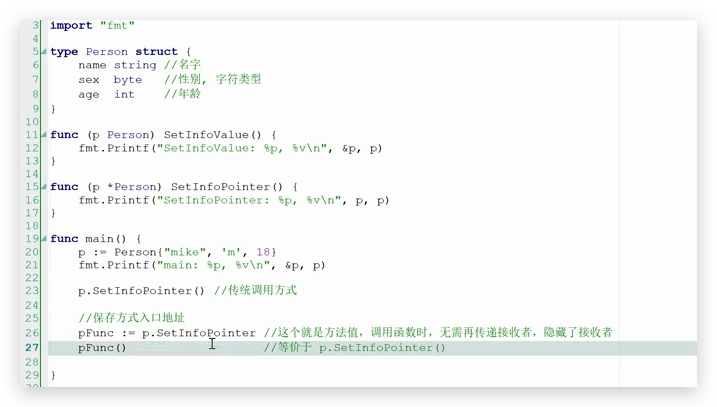 3 import "fmt"
4
5 type Person struct {
6 name string //名字
7 sex byte //性别, 字符类型
8 age int //年龄
9 }
10
11 func (p Person) SetInfoValue() {
12 fmt.Printf("SetInfoValue: %p, %v\n", &p, p)
13 }
14
15 func (p *Person) SetInfoPointer() {
16 fmt.Printf("SetInfoPointer: %p, %v\n", p, p)
17 }
18
19 func main() {
20 p := Person{"mike", 'm', 18}
21 fmt.Printf("main: %p, %v\n", &p, p)
22
23 p.SetInfoPointer() //传统调用方式
24
25 //保存方式入口地址
26 pFunc := p.SetInfoPointer //这个就是方法值，调用函数时，无需再传递接收者，隐藏了接收者
27 pFunc() //等价于 p.SetInfoPointer()
28
29 }